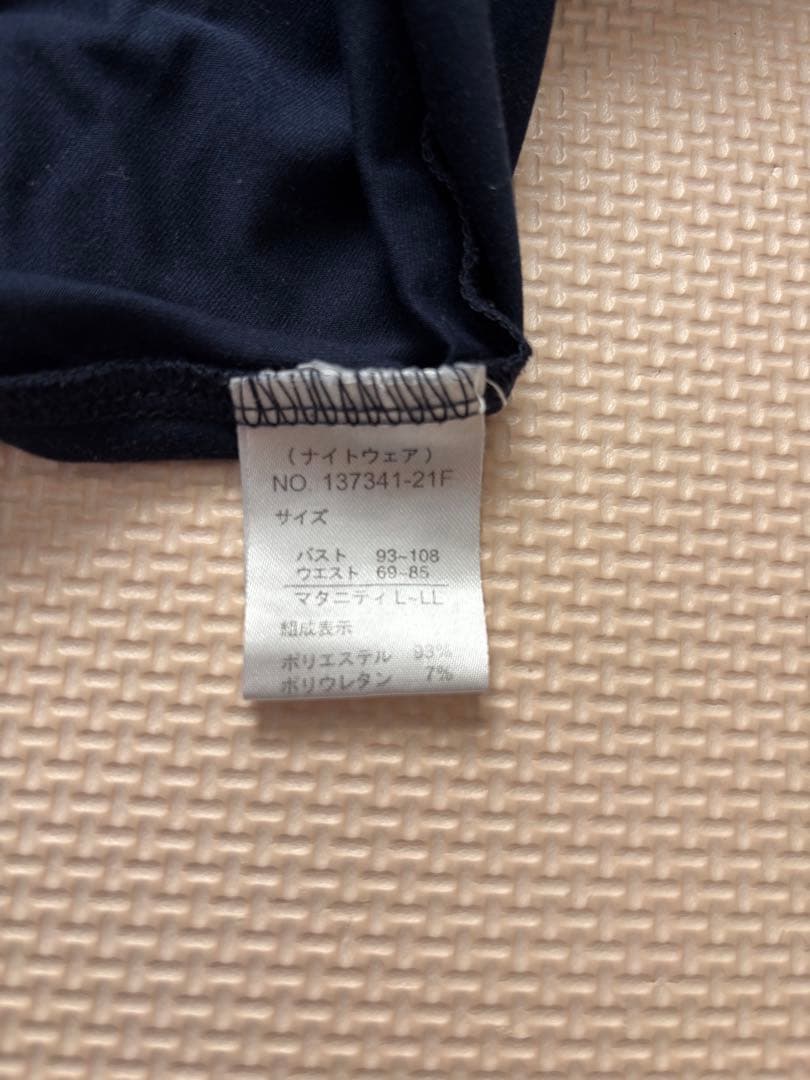 (ナイトウェア)
NO. 137341-21F
サイズ
バスト 93~108
ウエスト 69~85
マタニティ L~LL
組成表示
ポリエステル 93%
ポリウレタン 7%